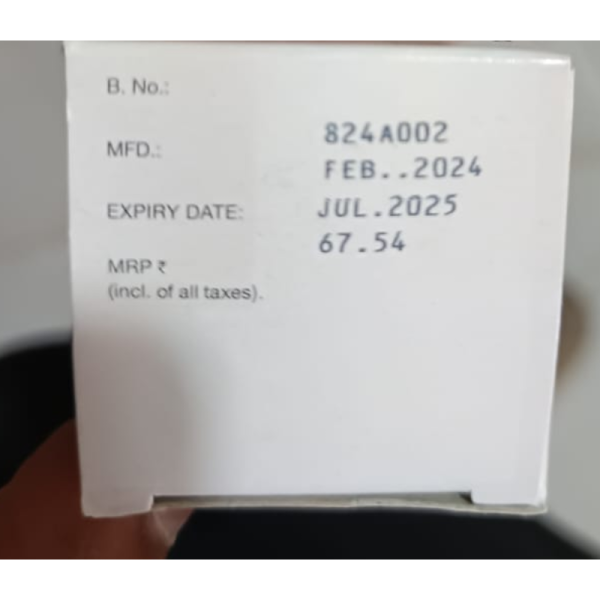 B. No.:
824A002
MFD.:
FEB..2024
EXPIRY DATE:
JUL.2025
MRP ₹
67.54
(incl. of all taxes).